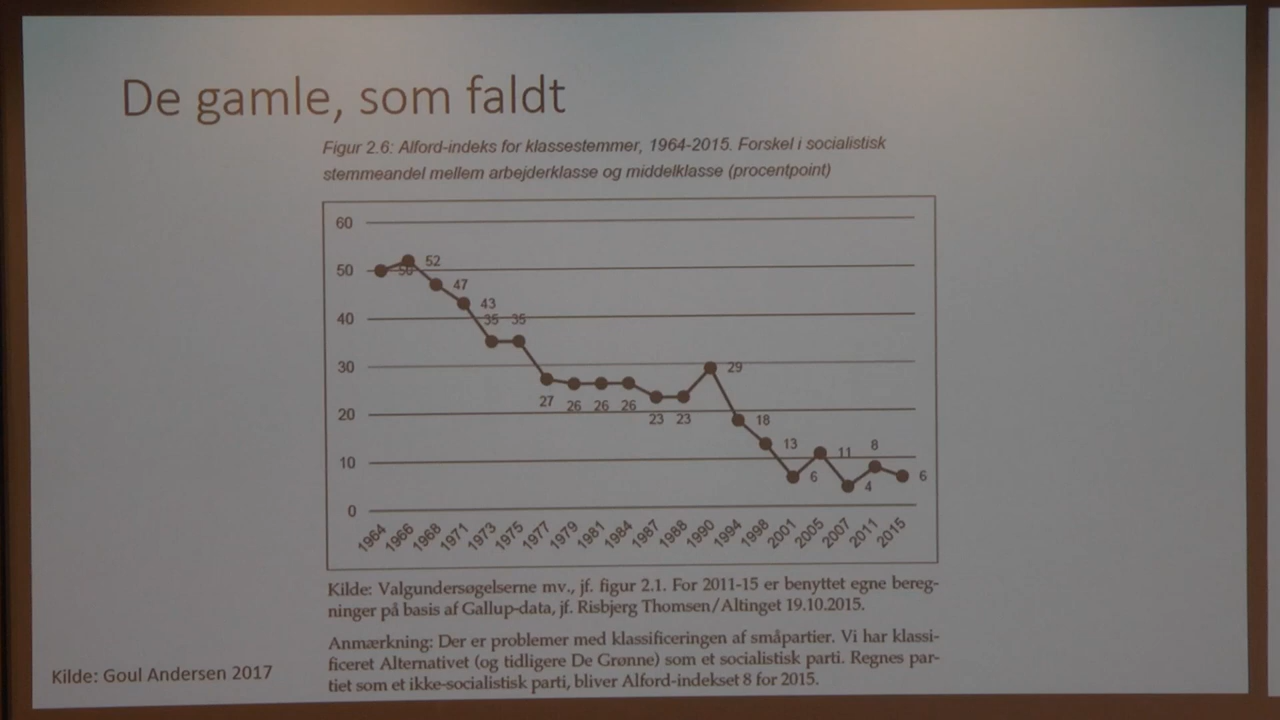 De gamle, som faldt
Figur 2.6: Alford-indeks for klassestemmer, 1964-2015. Forskel i socialistisk
stemmeandel mellem arbejderklasse og middelklasse (procentpoint)
60
50
40
30
20
10
0
50
52
47
43
35
35
27
26
26
26
23
23
29
18
13
6
11
4
8
6
1964 1966 1968 1971 1973 1975 1977 1979 1981 1984 1987 1988 1990 1994 1998 2001 2005 2007 2011 2015
Kilde: Valgundersøgelserne mv., jf. figur 2.1. For 2011-15 er benyttet egne bereg-
ninger på basis af Gallup-data, jf. Risbjerg Thomsen/Altinget 19.10.2015.
Anmærkning: Der er problemer med klassificeringen af småpartier. Vi har klassi-
ficeret Alternativet (og tidligere De Grønne) som et socialistisk parti. Regnes par-
tiet som et ikke-socialistisk parti, bliver Alford-indekset 8 for 2015.
Kilde: Goul Andersen 2017